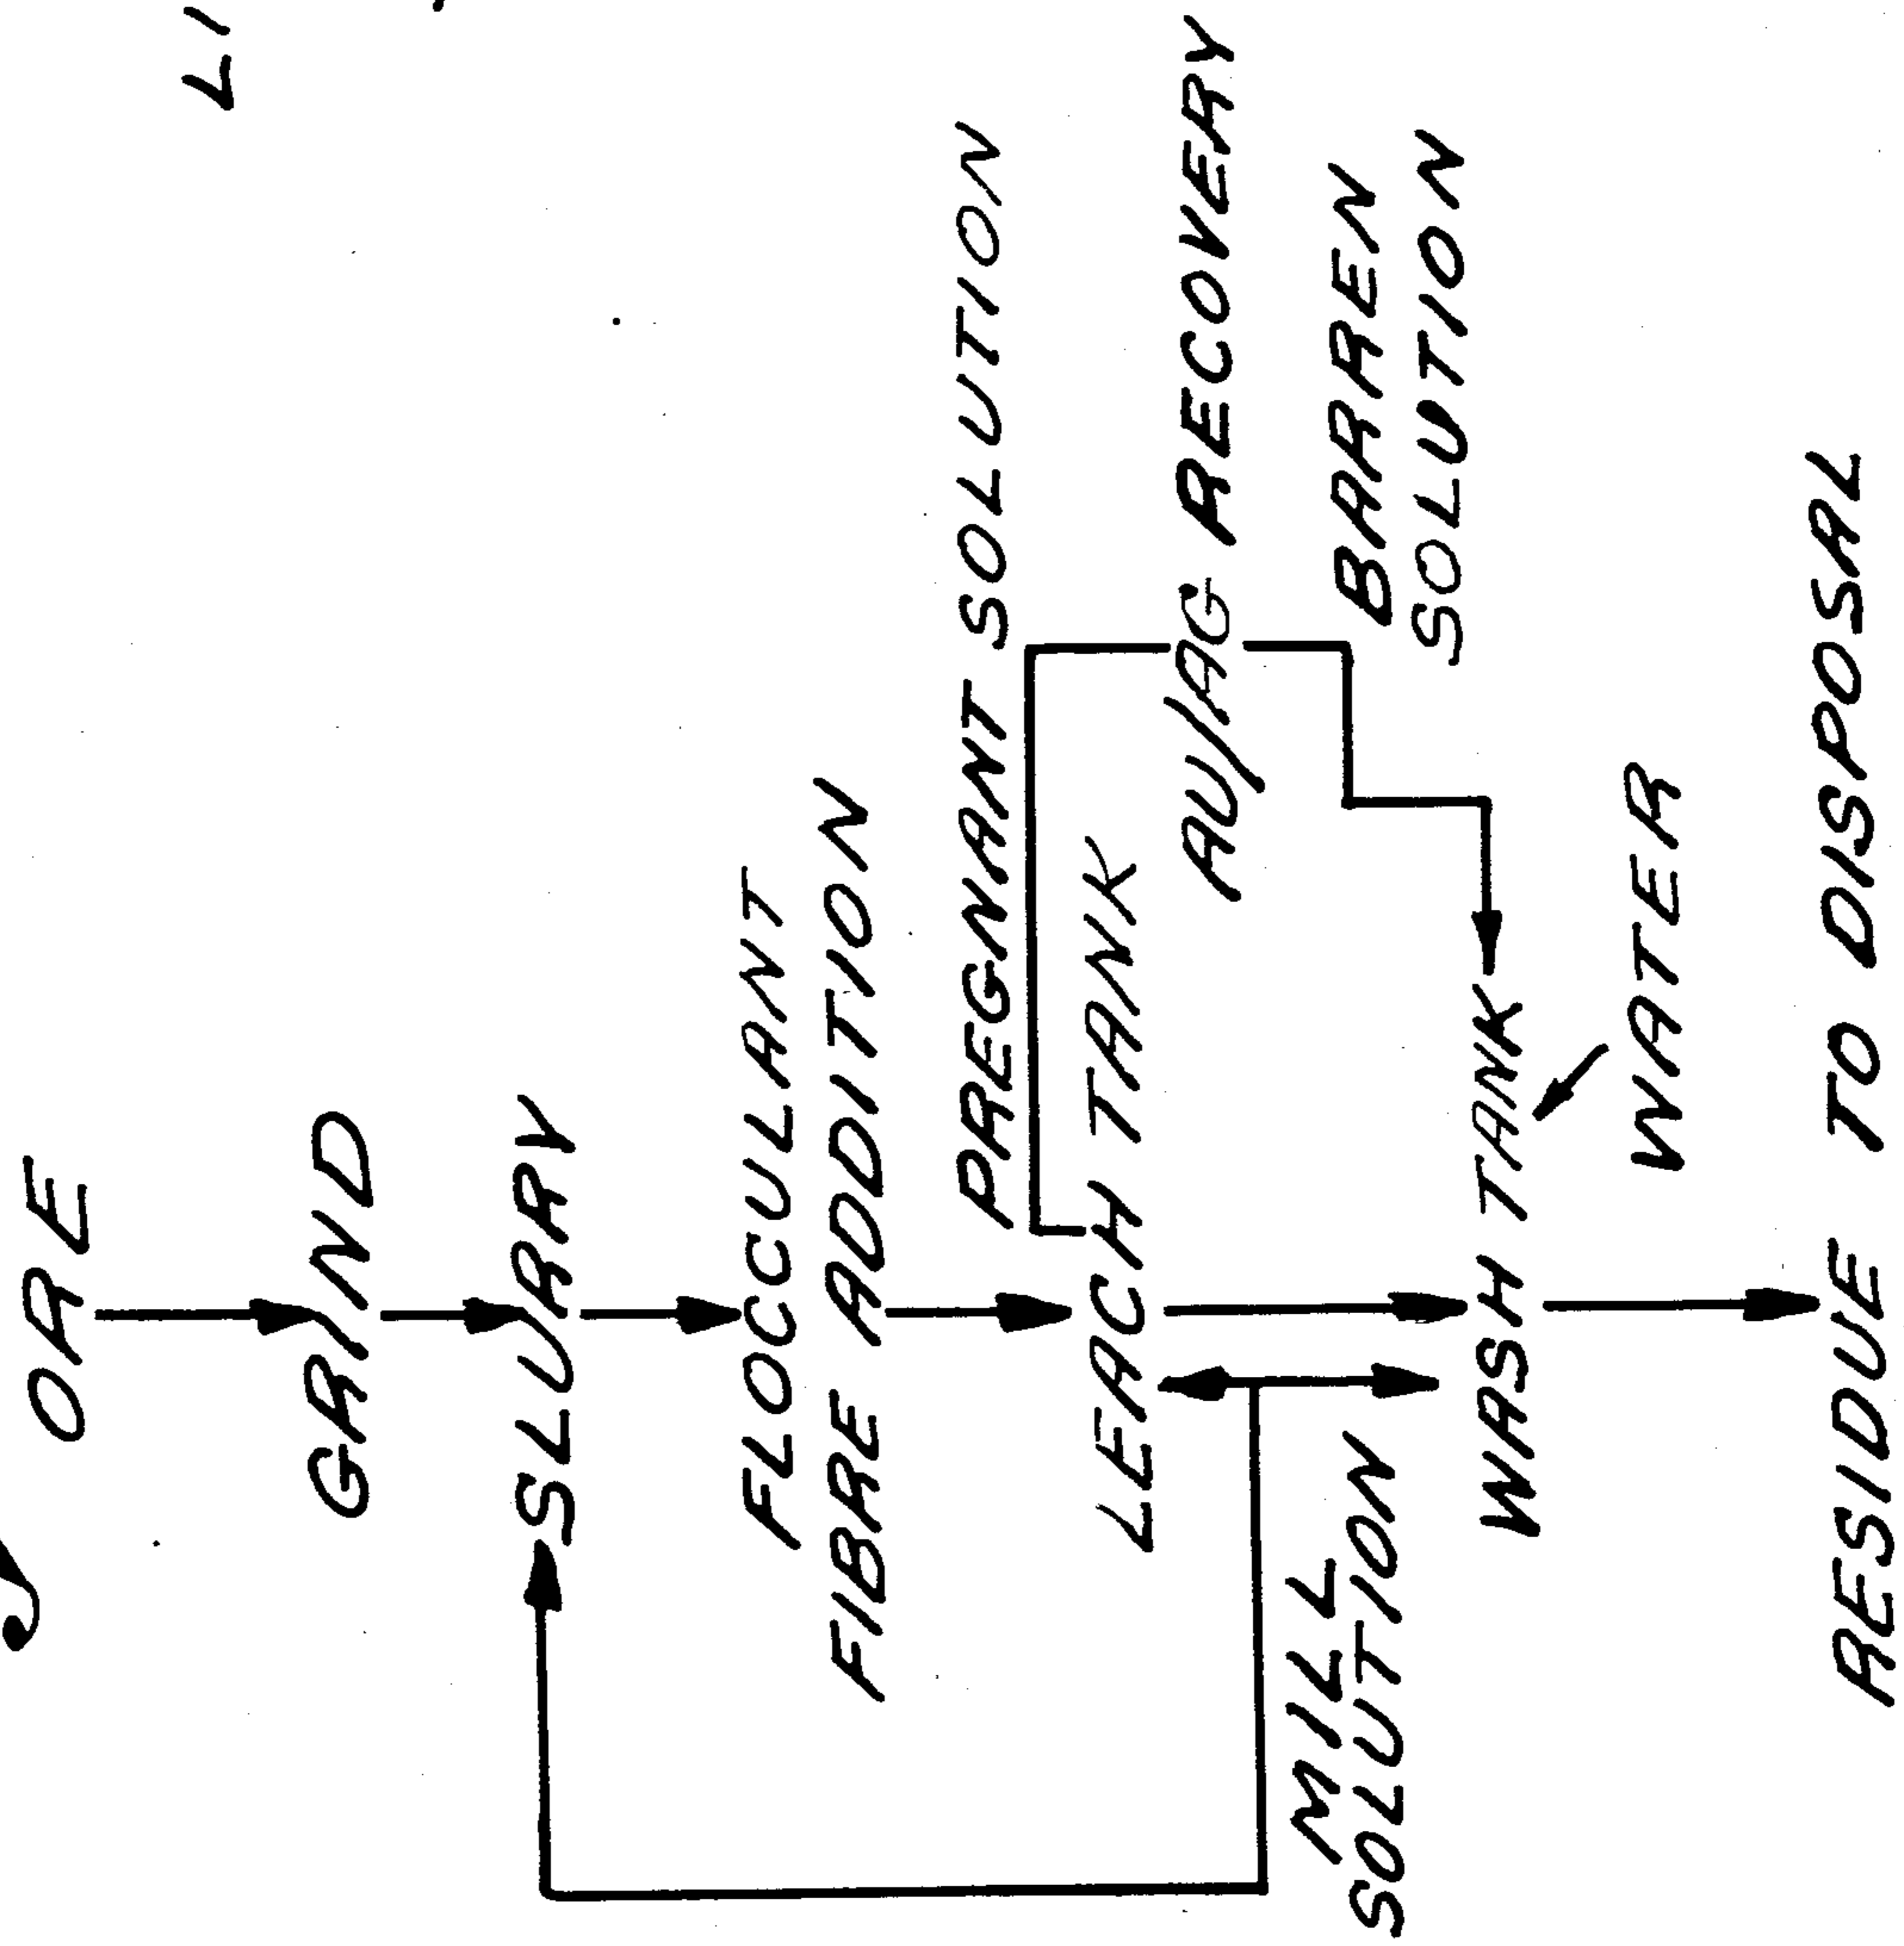 ORE
GRIND
SLURRY
FLOCCULANT
FIBRE ADDITION
PREGNANT SOLUTION
LEACH TANK
AU/AG RECOVERY
MILL
SOLUTION
BARREN
SOLUTION
WASH TANK
WATER
RESIDUE TO DISPOSAL